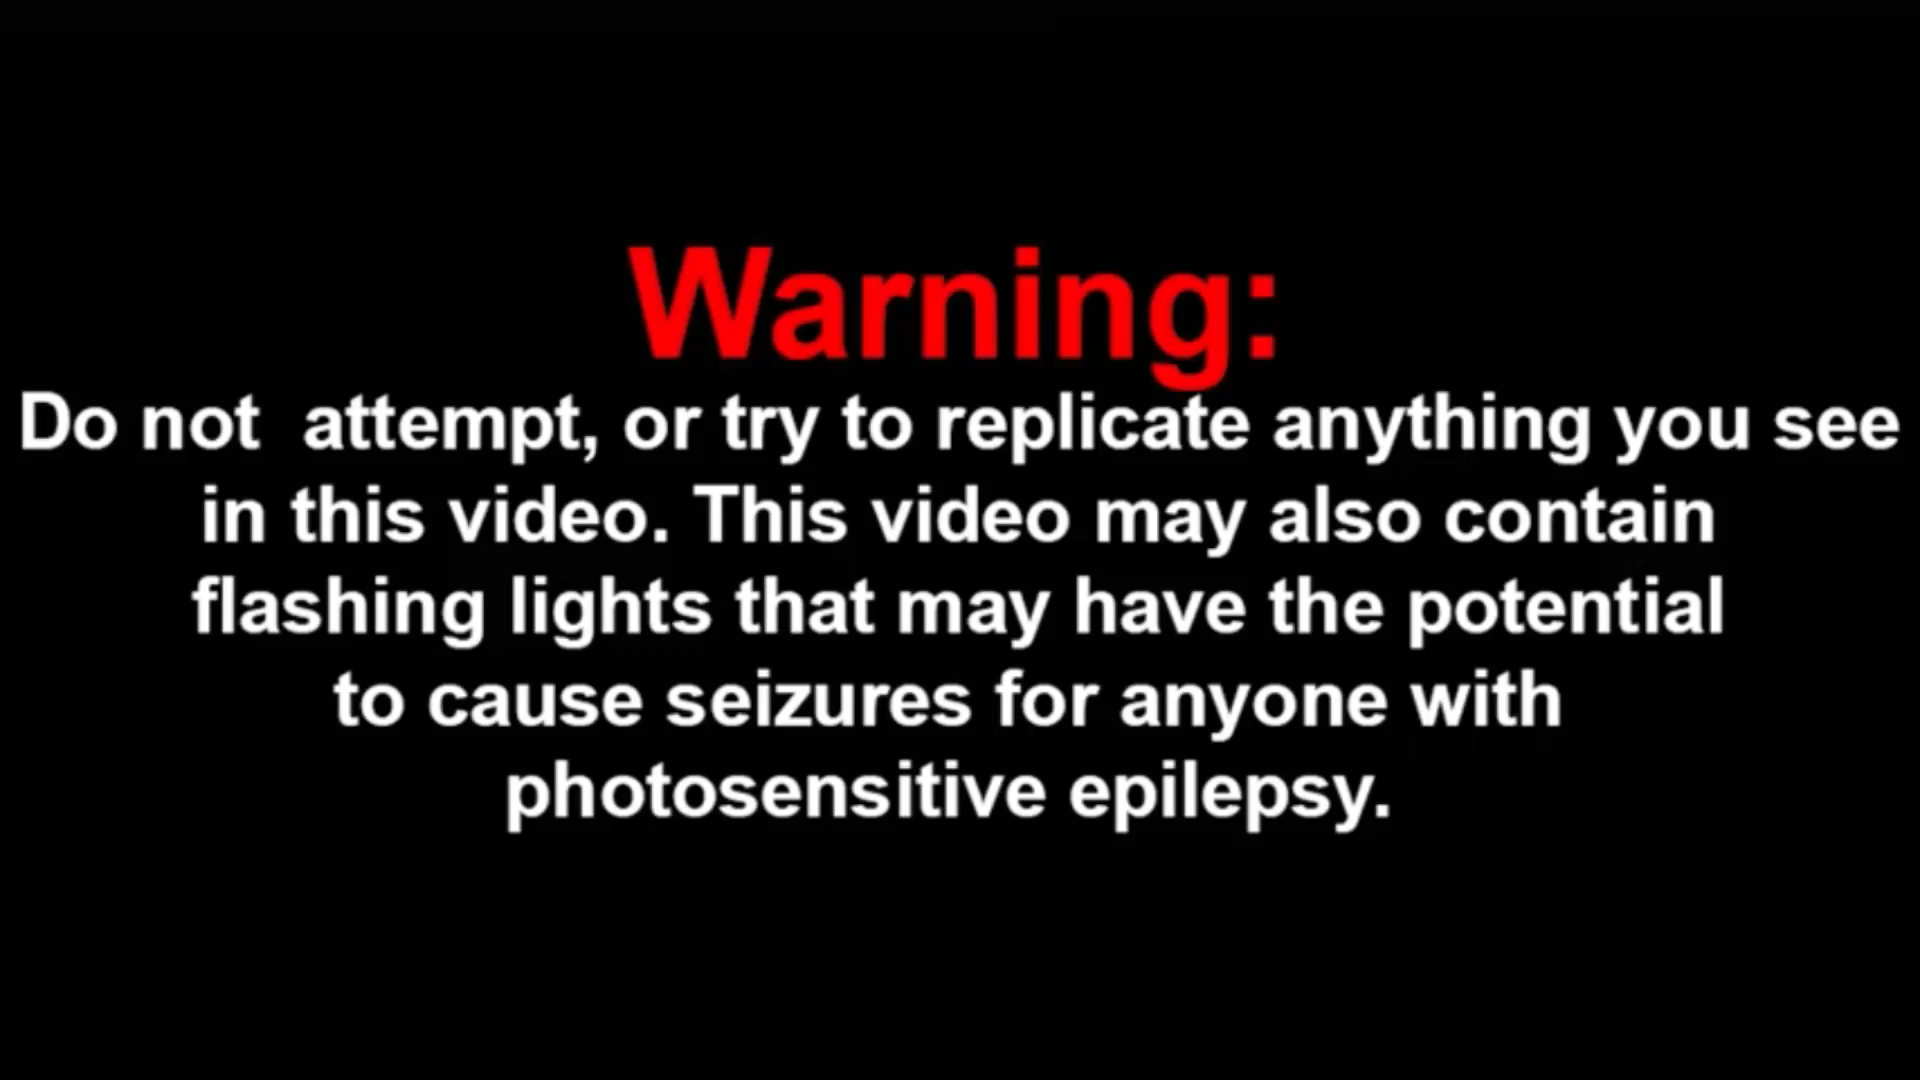 Warning:
Do not  attempt, or try to replicate anything you see
in this video. This video may also contain
flashing lights that may have the potential
to cause seizures for anyone with
photosensitive epilepsy.